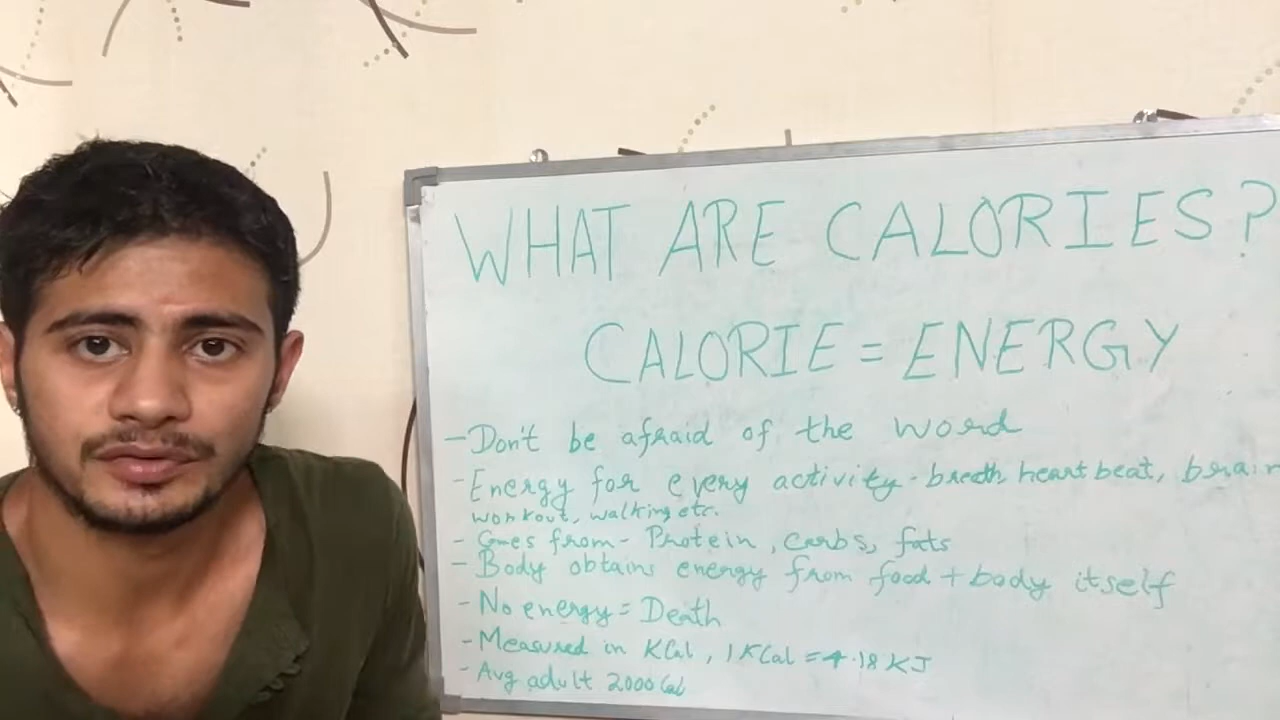 WHAT ARE CALORIES?
CALORIE = ENERGY
- Don't be afraid of the word
- Energy for every activity - breath, heart beat, brain
workout, walking etc.
- Comes from - Protein, carbs, fats
- Body obtains energy from food + body itself
- No energy = Death
- Measured in KCal, 1 KCal = 4.18 KJ
- Avg adult 2000 Cal